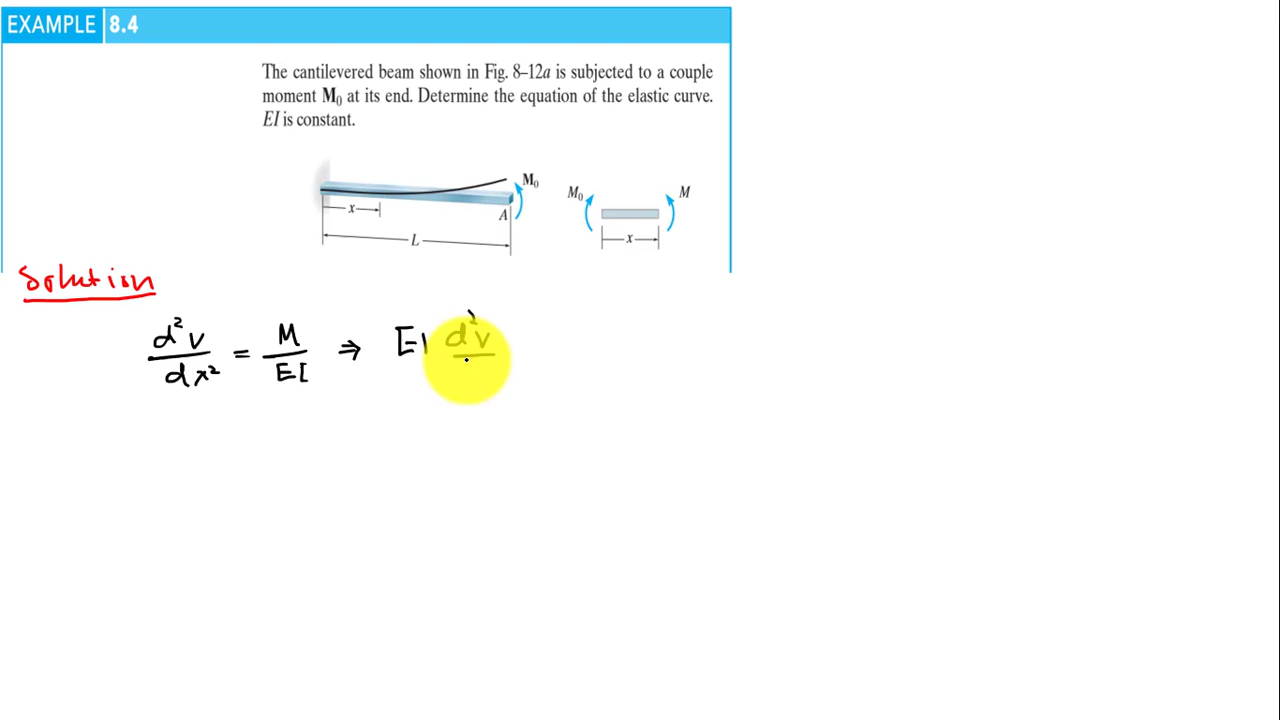 EXAMPLE 8.4
The cantilevered beam shown in Fig. 8–12a is subjected to a couple
moment M₀ at its end. Determine the equation of the elastic curve.
EI is constant.
M₀
x
A
L
M₀ M
x
Solution
d²v/dx² = M/EI ⇒ EI d²v